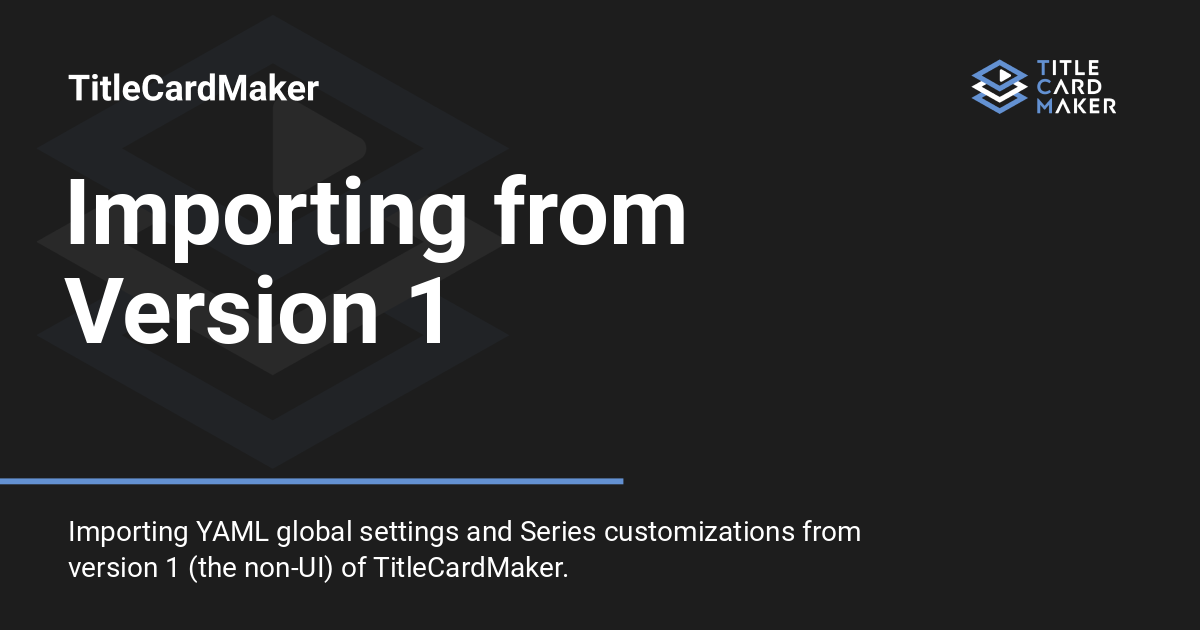 TitleCardMaker
TITLE
CARD
MAKER
Importing from
Version 1
Importing YAML global settings and Series customizations from
version 1 (the non-UI) of TitleCardMaker.